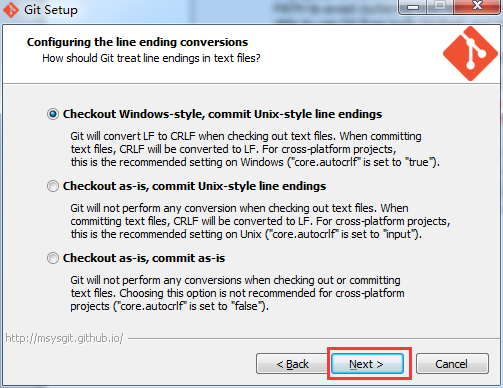 Git Setup
Configuring the line ending conversions
How should Git treat line endings in text files?
Checkout Windows-style, commit Unix-style line endings
Git will convert LF to CRLF when checking out text files. When committing
text files, CRLF will be converted to LF. For cross-platform projects,
this is the recommended setting on Windows ("core.autocrlf" is set to "true").
Checkout as-is, commit Unix-style line endings
Git will not perform any conversion when checking out text files. When
committing text files, CRLF will be converted to LF. For cross-platform projects,
this is the recommended setting on Unix ("core.autocrlf" is set to "input").
Checkout as-is, commit as-is
Git will not perform any conversions when checking out or committing
text files. Choosing this option is not recommended for cross-platform
projects ("core.autocrlf" is set to "false").
http://msysgit.github.io/
< Back
Next >
Cancel